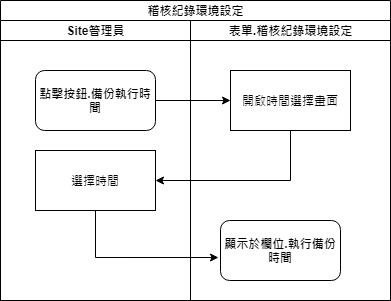 稽核紀錄環境設定
Site管理員
表單.稽核紀錄環境設定
點擊按鈕.備份執行時
間
開啟時間選擇畫面
選擇時間
顯示於欄位.執行備份
時間